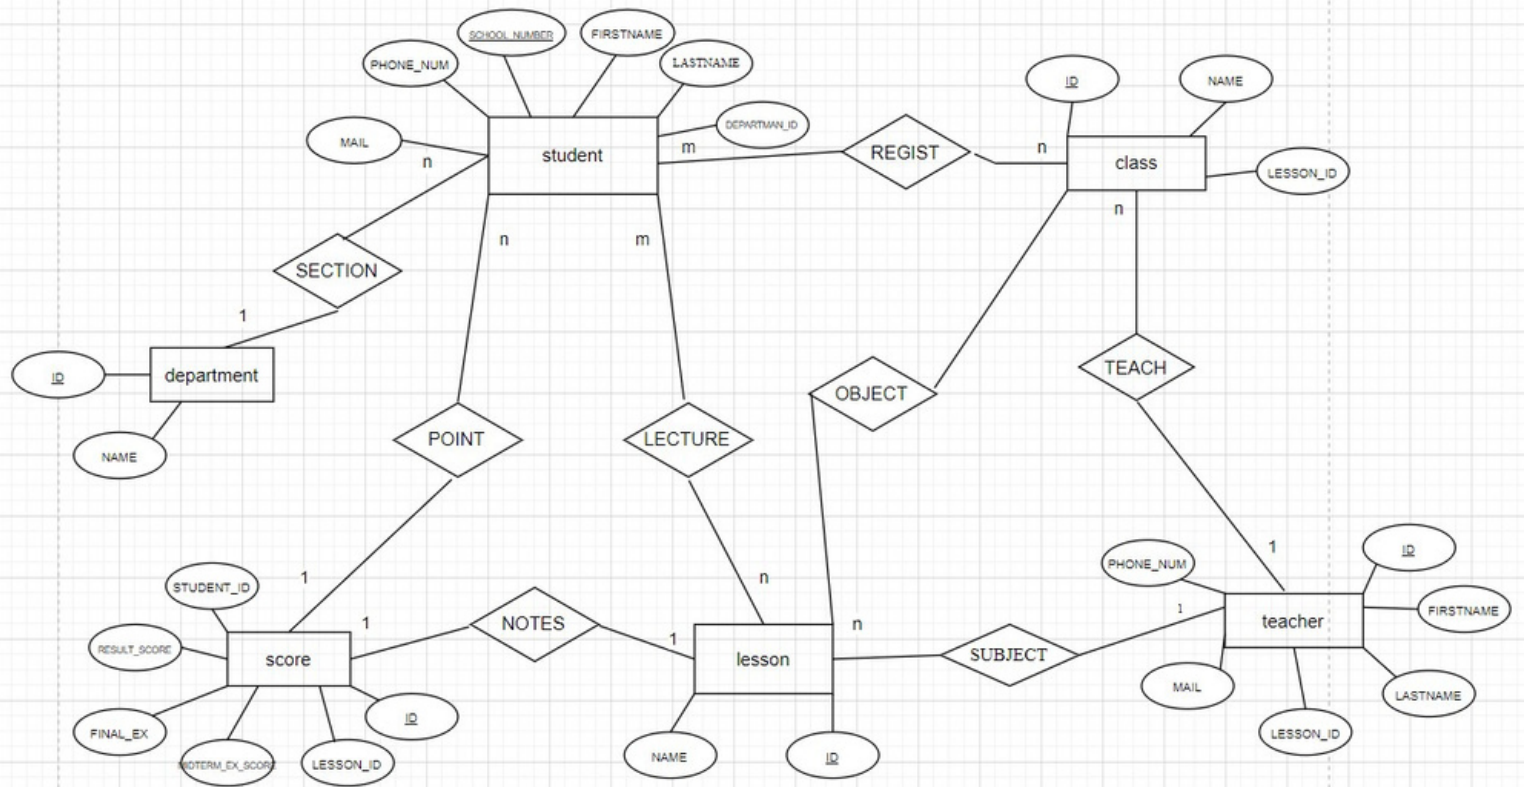 SCHOOL_NUMBER
FIRSTNAME
PHONE_NUM
LASTNAME
ID
NAME
DEPARTMAN_ID
MAIL
n
student
m
REGIST
n
class
LESSON_ID
n
n
m
SECTION
1
department
ID
NAME
OBJECT
TEACH
POINT
LECTURE
1
n
1
PHONE_NUM
ID
STUDENT_ID
1
NOTES
1
n
1
teacher
FIRSTNAME
RESULT_SCORE
score
lesson
SUBJECT
MAIL
LASTNAME
ID
FINAL_EX
LESSON_ID
MIDTERM_EX_SCORE
LESSON_ID
NAME
ID